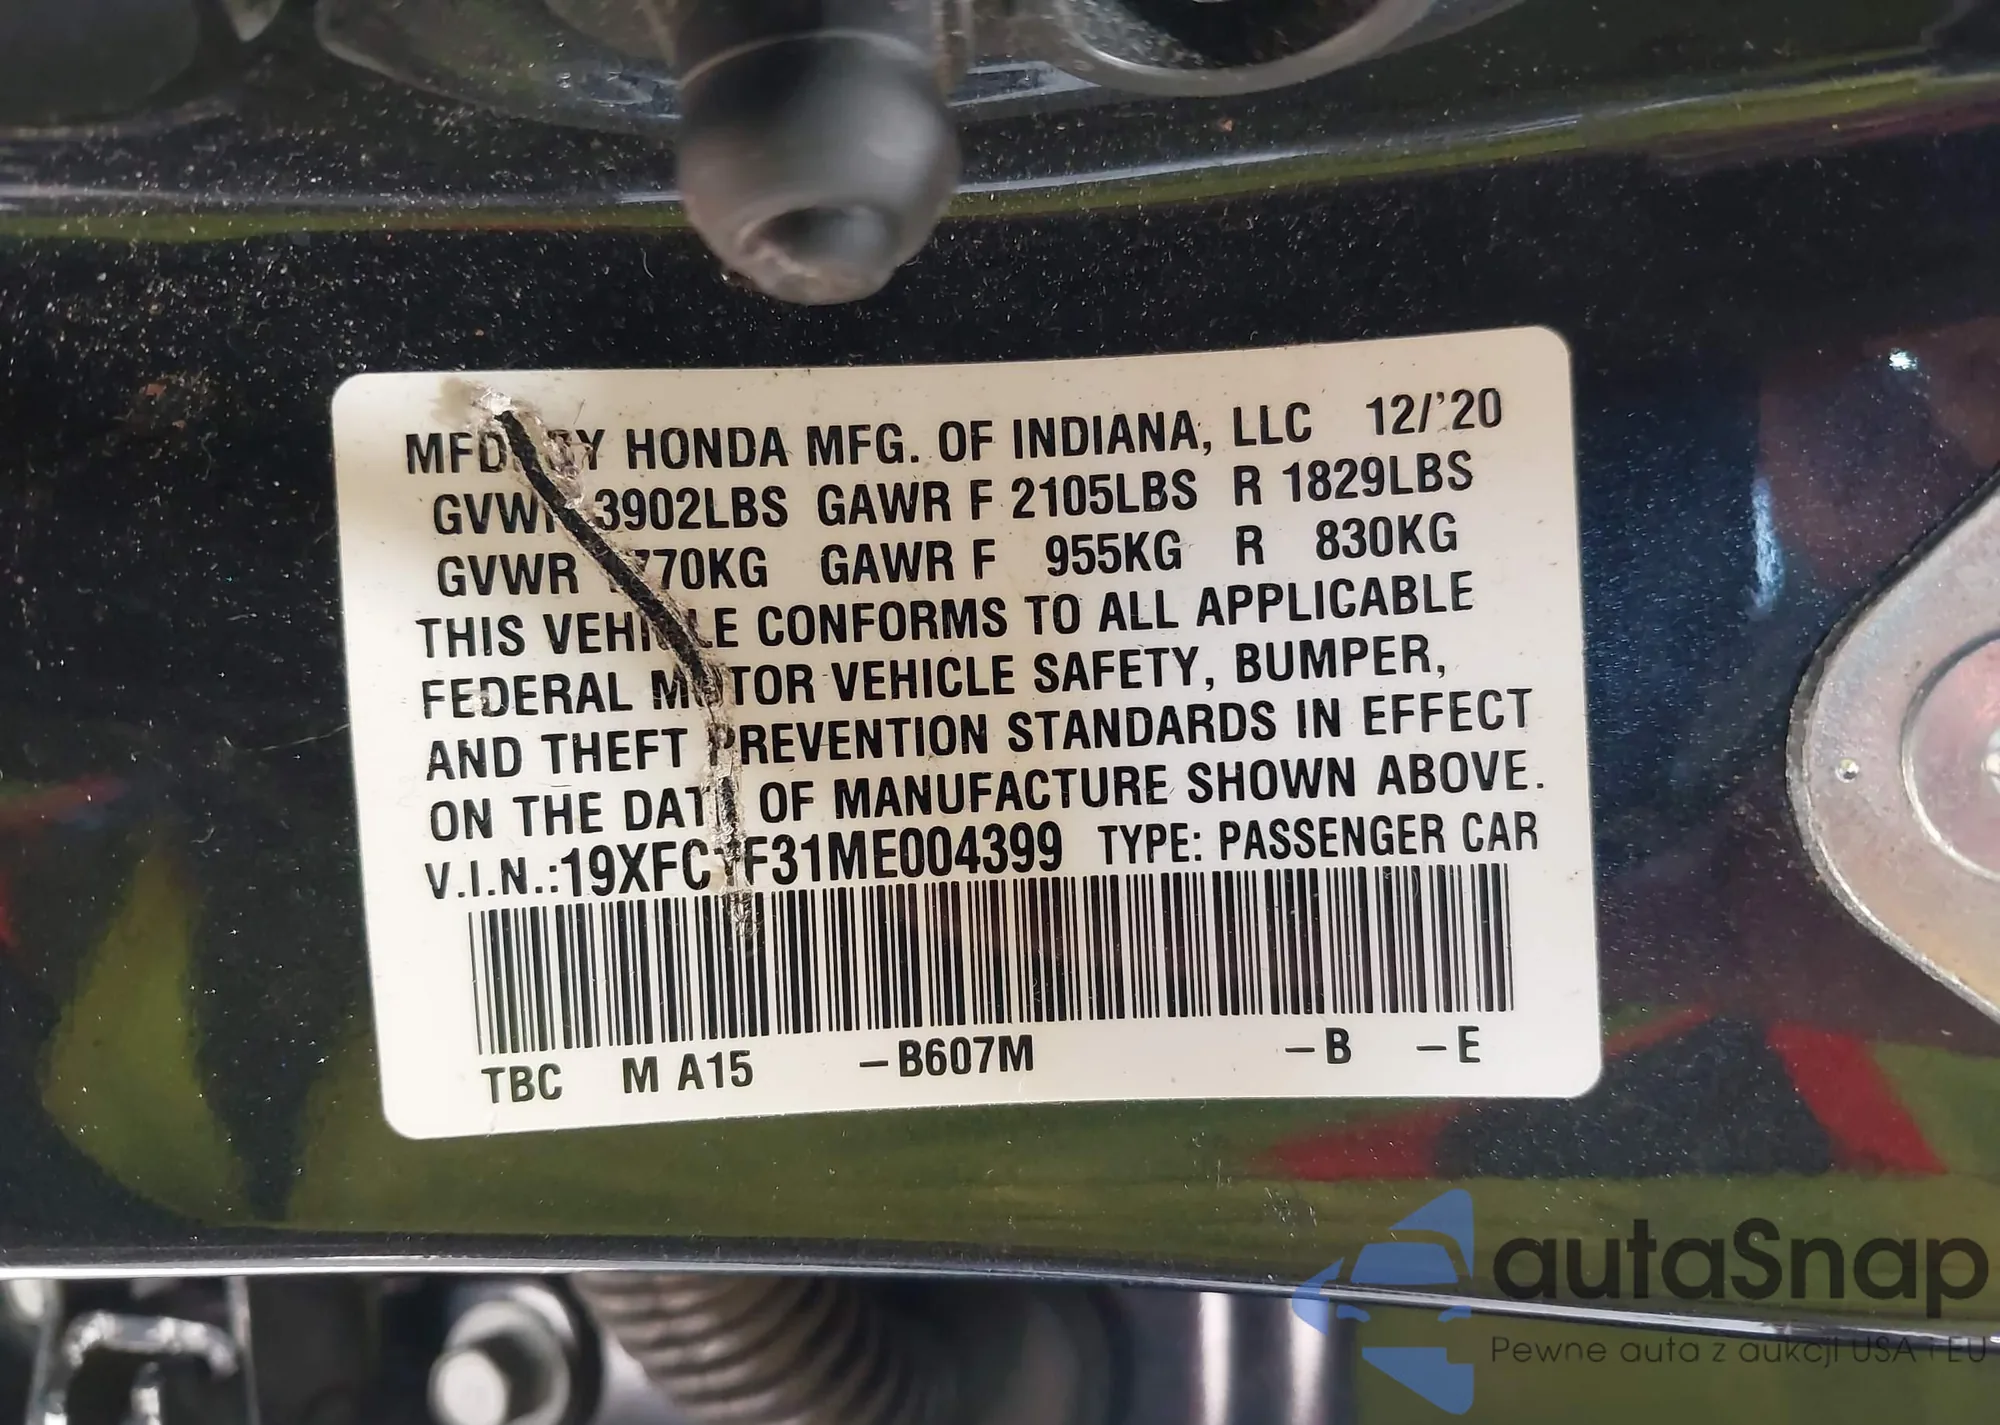 MFD BY HONDA MFG. OF INDIANA, LLC 12/'20
GVWR 3902LBS GAWR F 2105LBS R 1829LBS
GVWR 1770KG GAWR F 955KG R 830KG
THIS VEHICLE CONFORMS TO ALL APPLICABLE
FEDERAL MOTOR VEHICLE SAFETY, BUMPER,
AND THEFT PREVENTION STANDARDS IN EFFECT
ON THE DATE OF MANUFACTURE SHOWN ABOVE.
V.I.N.: TYPE: PASSENGER CAR
TBC M A15 –B607M –B –E
autaSnap
Pewne auta z aukcji USA i EU